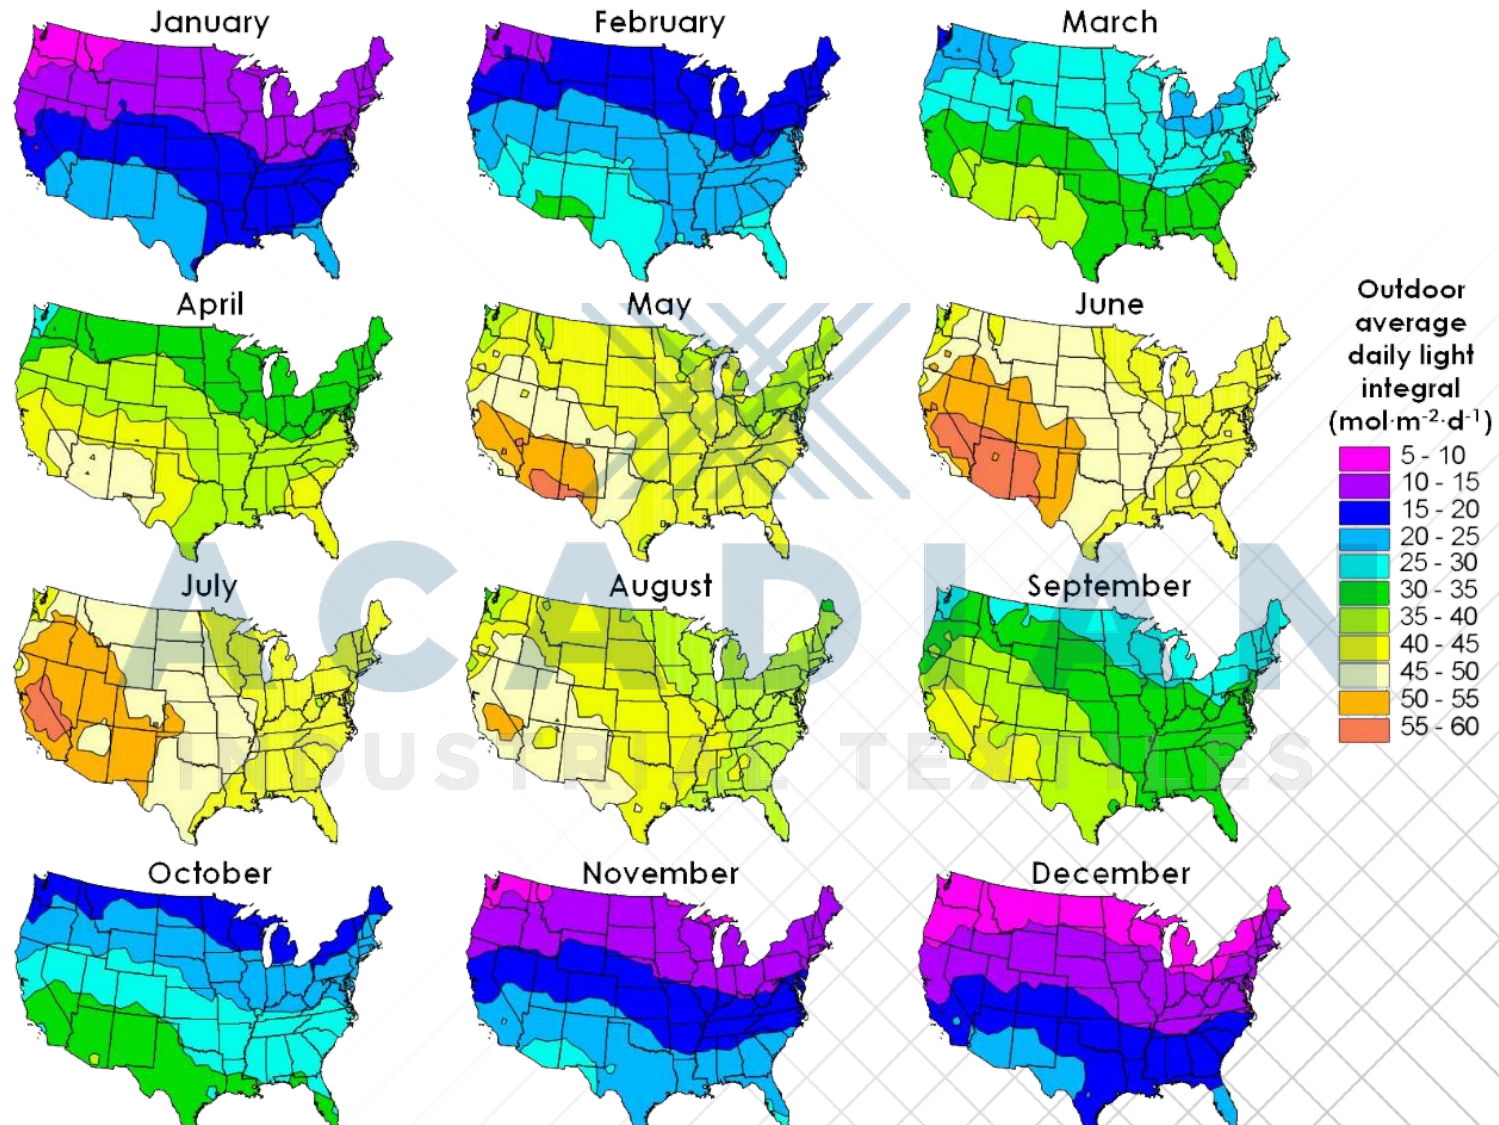 January
February
March
April
May
June
Outdoor
average
daily light
integral
(mol·m⁻²·d⁻¹)
5 - 10
10 - 15
15 - 20
20 - 25
25 - 30
30 - 35
35 - 40
40 - 45
45 - 50
50 - 55
55 - 60
ACADIAN
INDUSTRIAL TEXTILES
July
August
September
October
November
December